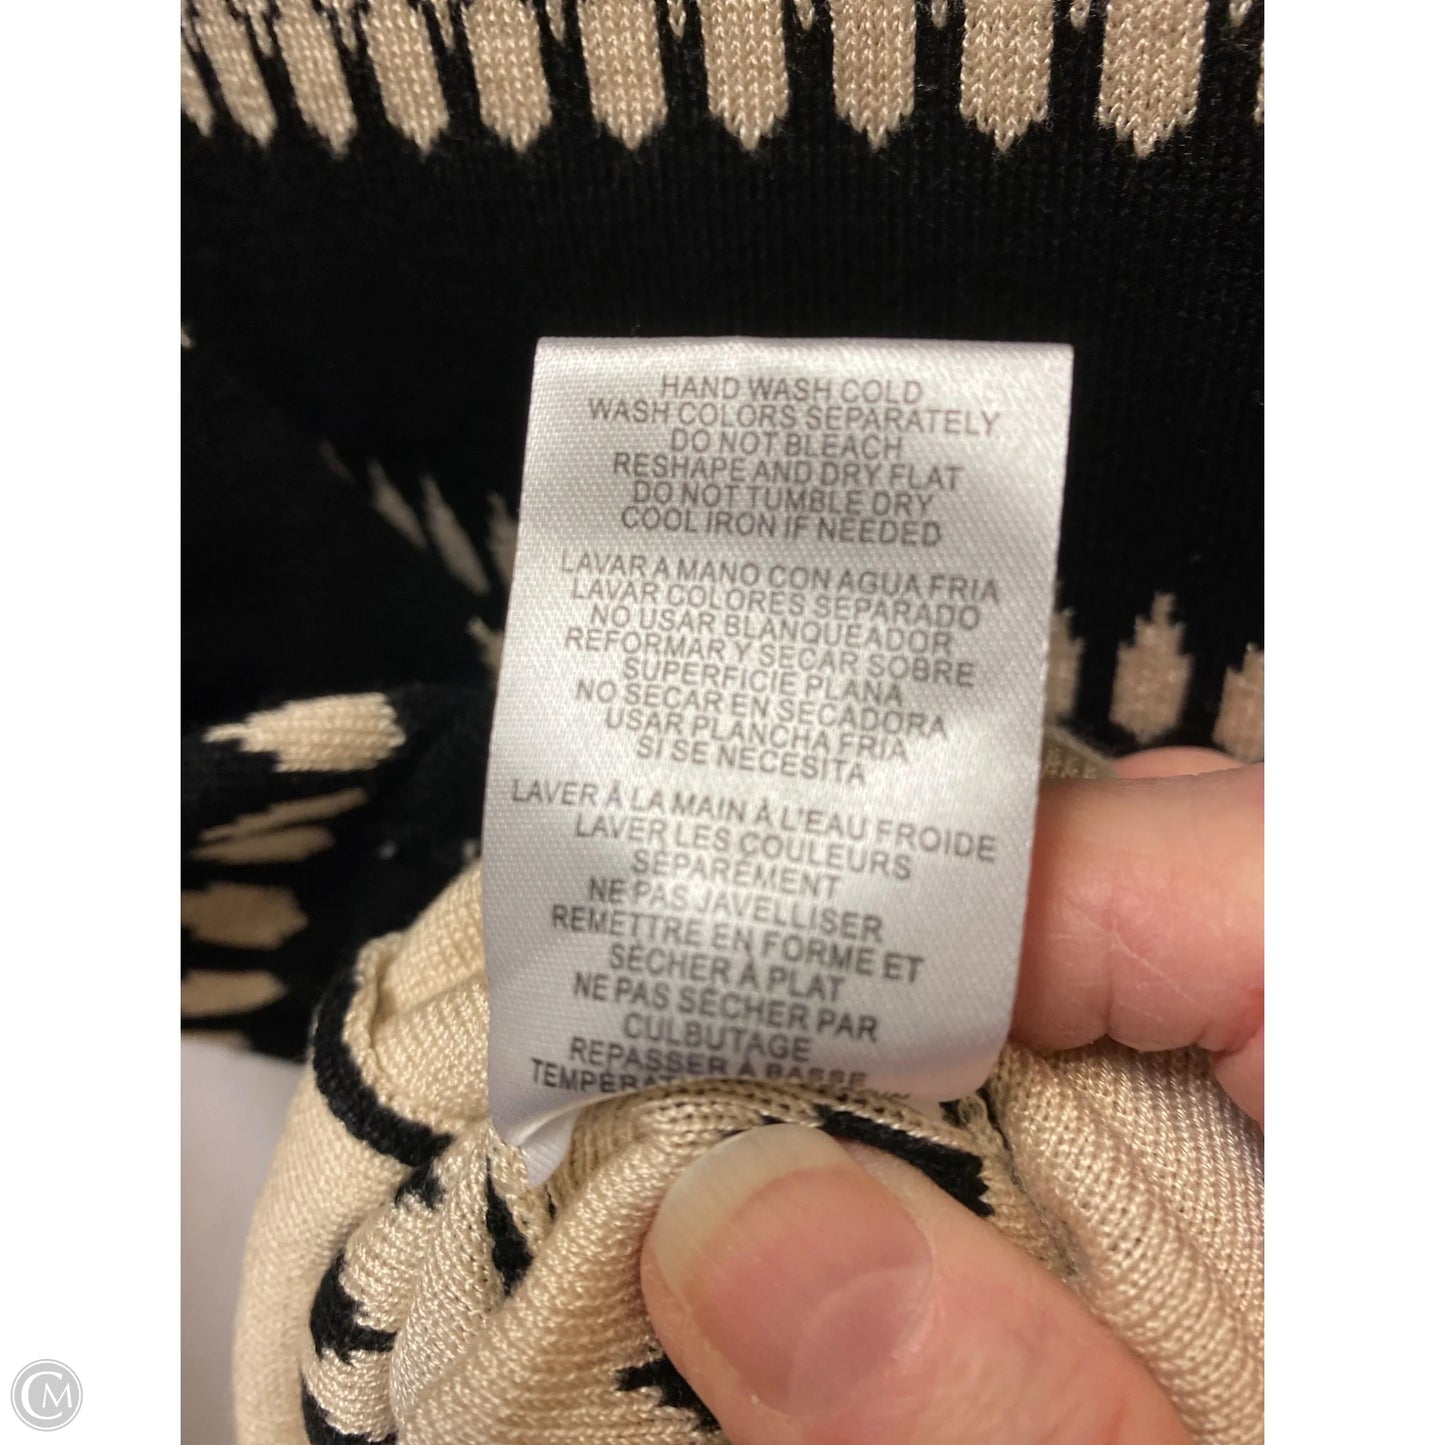 HAND WASH COLD
WASH COLORS SEPARATELY
DO NOT BLEACH
RESHAPE AND DRY FLAT
DO NOT TUMBLE DRY
COOL IRON IF NEEDED
LAVAR A MANO CON AGUA FRIA
LAVAR COLORES SEPARADO
NO USAR BLANQUEADOR
REFORMAR Y SECAR SOBRE
SUPERFICIE PLANA
NO SECAR EN SECADORA
USAR PLANCHA FRIA
SI SE NECESITA
LAVER À LA MAIN À L'EAU FROIDE
LAVER LES COULEURS
SÉPARÉMENT
NE PAS JAVELLISER
REMETTRE EN FORME ET
SÉCHER À PLAT
NE PAS SÉCHER PAR
CULBUTAGE
REPASSER À BASSE
CM